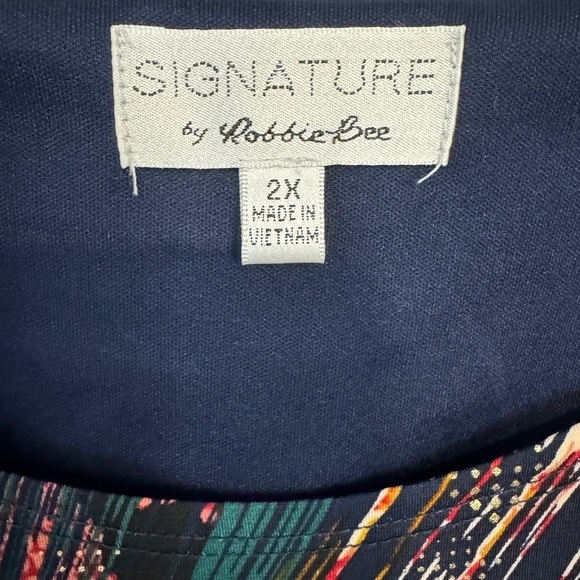 SIGNATURE
by Robbie Bee
2X
MADE IN
VIETNAM